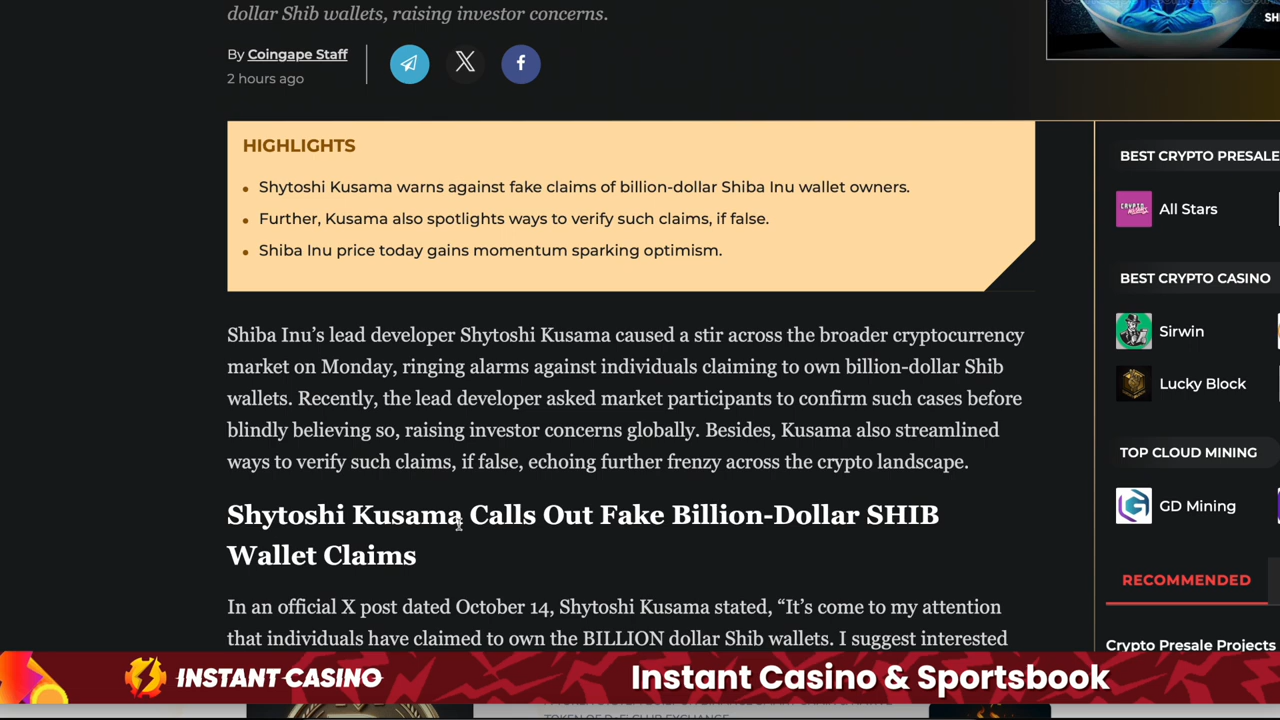 dollar Shib wallets, raising investor concerns.
By Coingape Staff
2 hours ago
HIGHLIGHTS
Shytoshi Kusama warns against fake claims of billion-dollar Shiba Inu wallet owners.
Further, Kusama also spotlights ways to verify such claims, if false.
Shiba Inu price today gains momentum sparking optimism.
Shiba Inu’s lead developer Shytoshi Kusama caused a stir across the broader cryptocurrency
market on Monday, ringing alarms against individuals claiming to own billion-dollar Shib
wallets. Recently, the lead developer asked market participants to confirm such cases before
blindly believing so, raising investor concerns globally. Besides, Kusama also streamlined
ways to verify such claims, if false, echoing further frenzy across the crypto landscape.
Shytoshi Kusama Calls Out Fake Billion-Dollar SHIB
Wallet Claims
In an official X post dated October 14, Shytoshi Kusama stated, “It’s come to my attention
that individuals have claimed to own the BILLION dollar Shib wallets. I suggest interested
SH
BEST CRYPTO PRESALE
All Stars
BEST CRYPTO CASINO
Sirwin
Lucky Block
TOP CLOUD MINING
GD Mining
RECOMMENDED
Crypto Presale Projects
INSTANT CASINO
Instant Casino & Sportsbook
TOKEN OF DeFi CLUB EXCHANGE